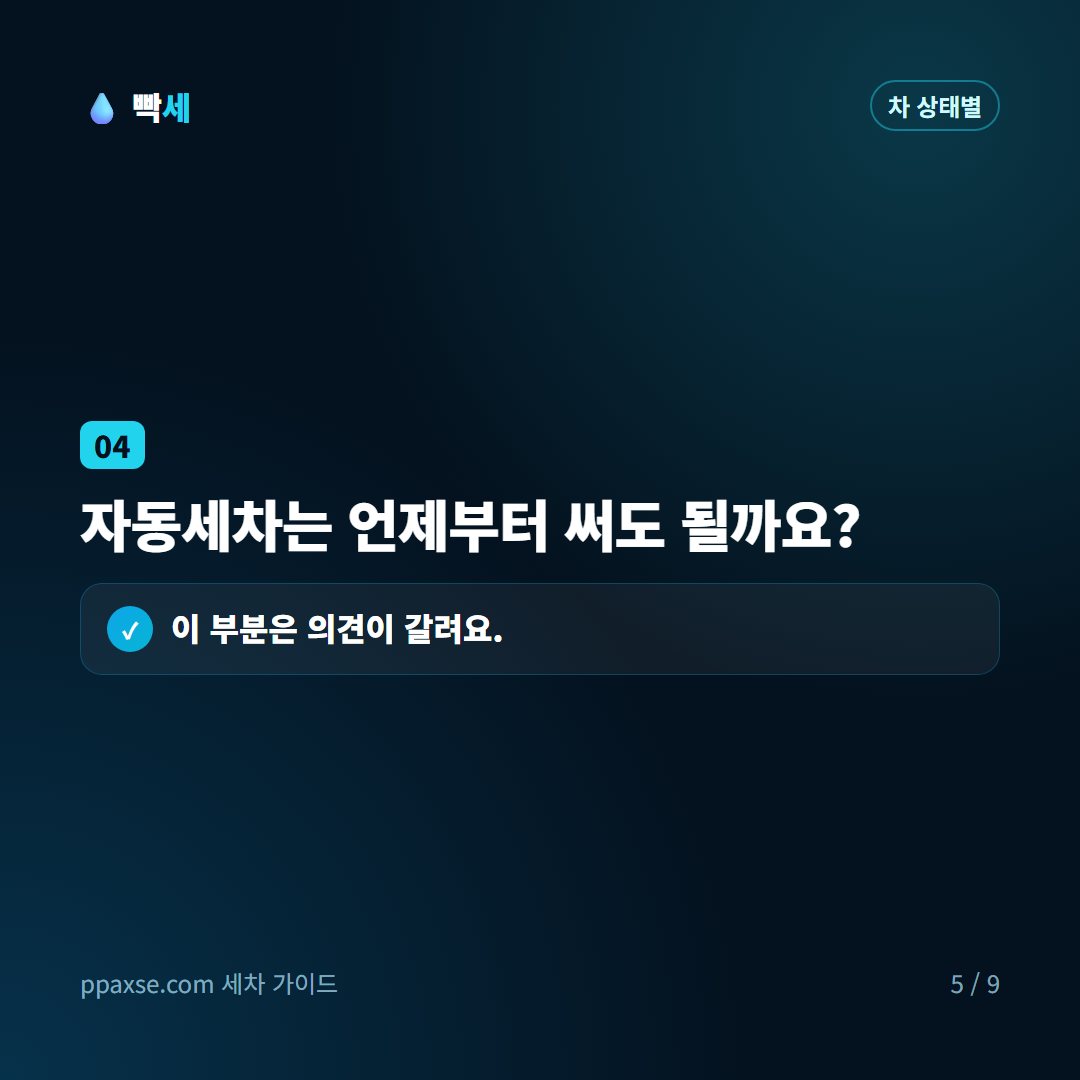 빡세
차 상태별
04
자동세차는 언제부터 써도 될까요?
이 부분은 의견이 갈려요.
ppaxse.com 세차 가이드
5 / 9